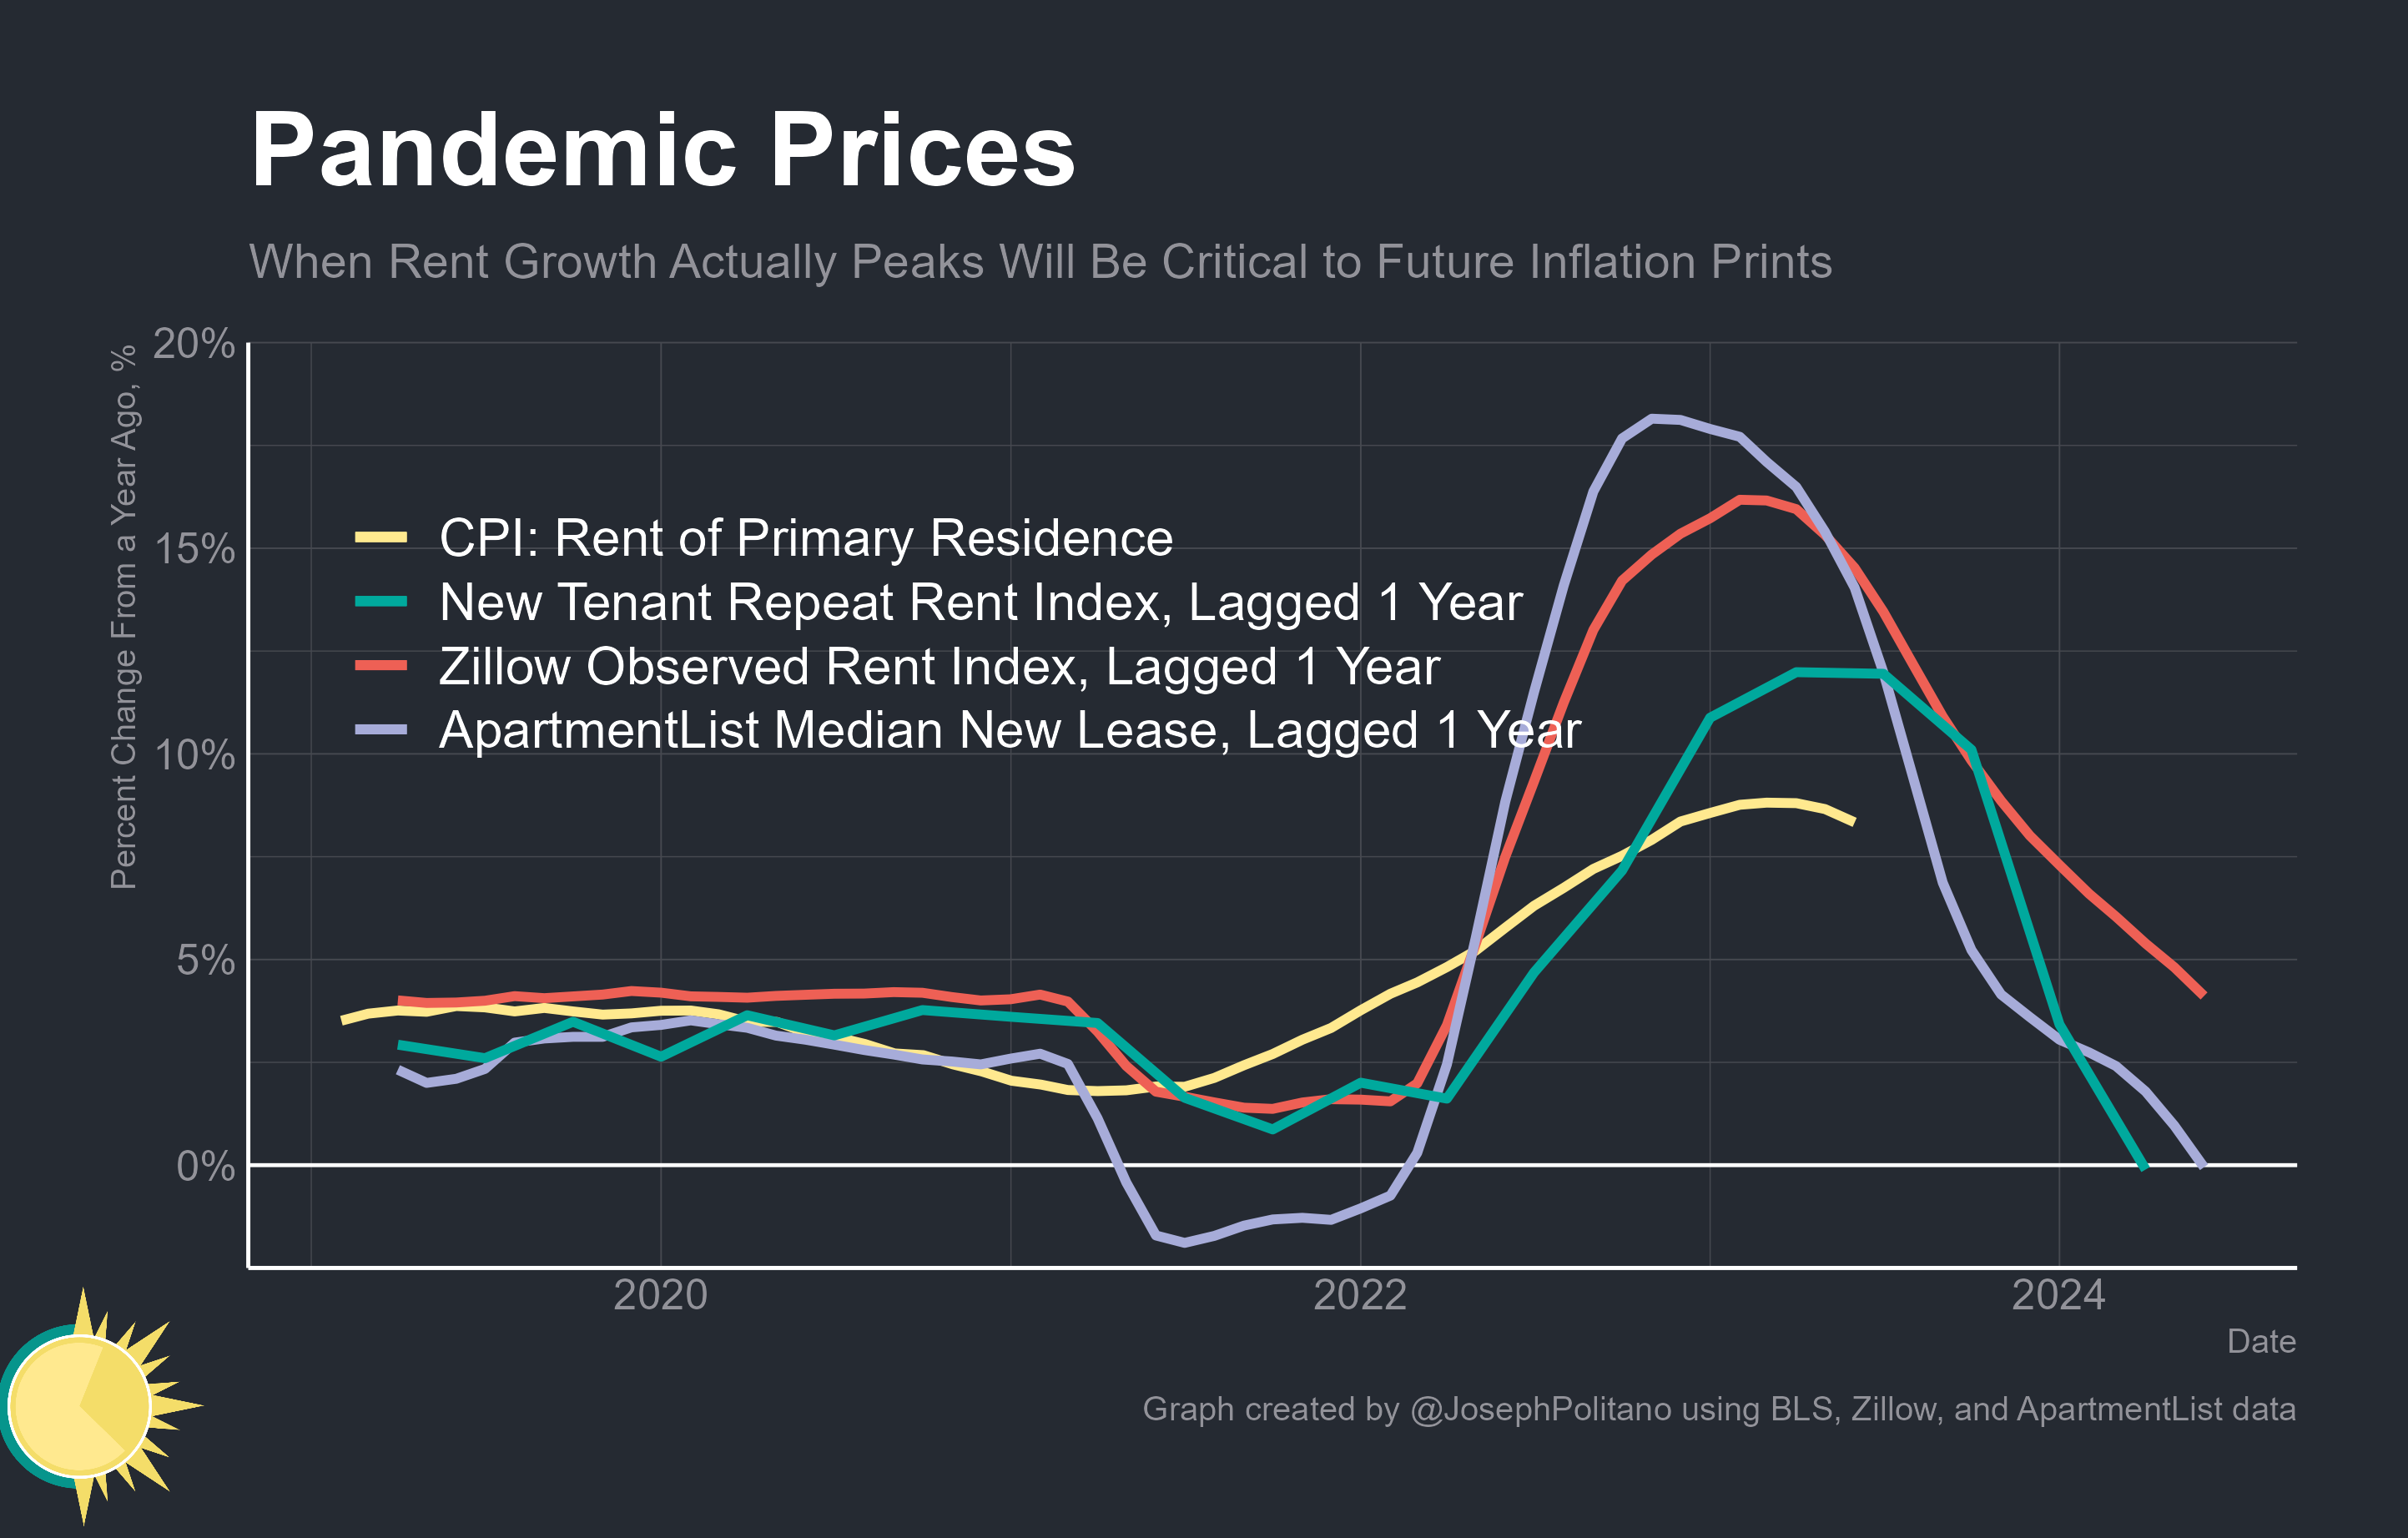 Pandemic Prices
When Rent Growth Actually Peaks Will Be Critical to Future Inflation Prints
Percent Change From a Year Ago, %
20%
15%
10%
5%
0%
CPI: Rent of Primary Residence
New Tenant Repeat Rent Index, Lagged 1 Year
Zillow Observed Rent Index, Lagged 1 Year
ApartmentList Median New Lease, Lagged 1 Year
2020
2022
2024
Date
Graph created by @JosephPolitano using BLS, Zillow, and ApartmentList data